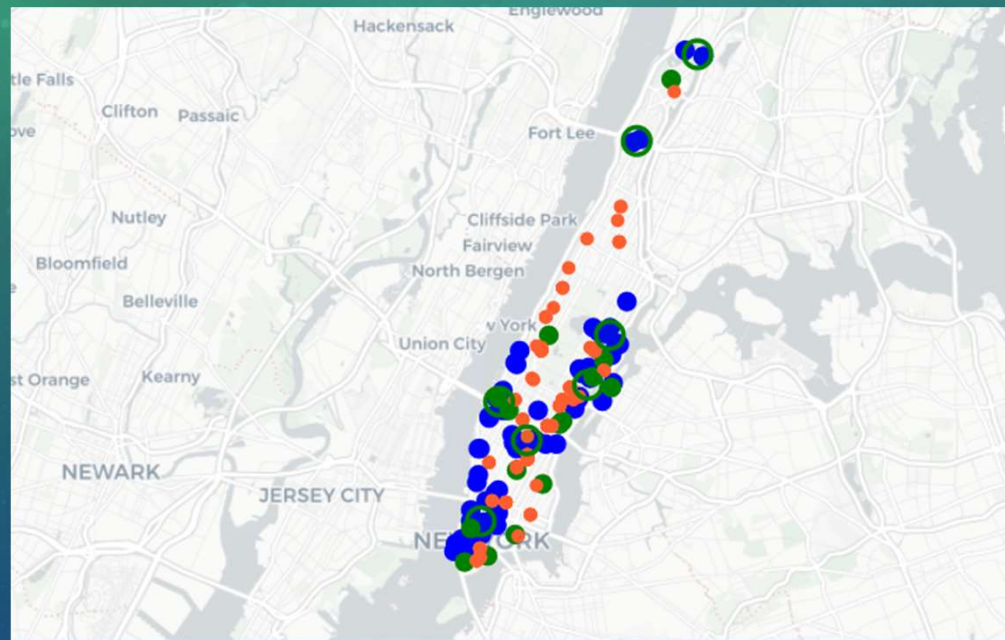 Englewood
Hackensack
tle Falls
Clifton
Passaic
ove
Fort Lee
Nutley
Cliffside Park
Fairview
Bloomfield
North Bergen
Belleville
York
Union City
st Orange
Kearny
NEWARK
JERSEY CITY